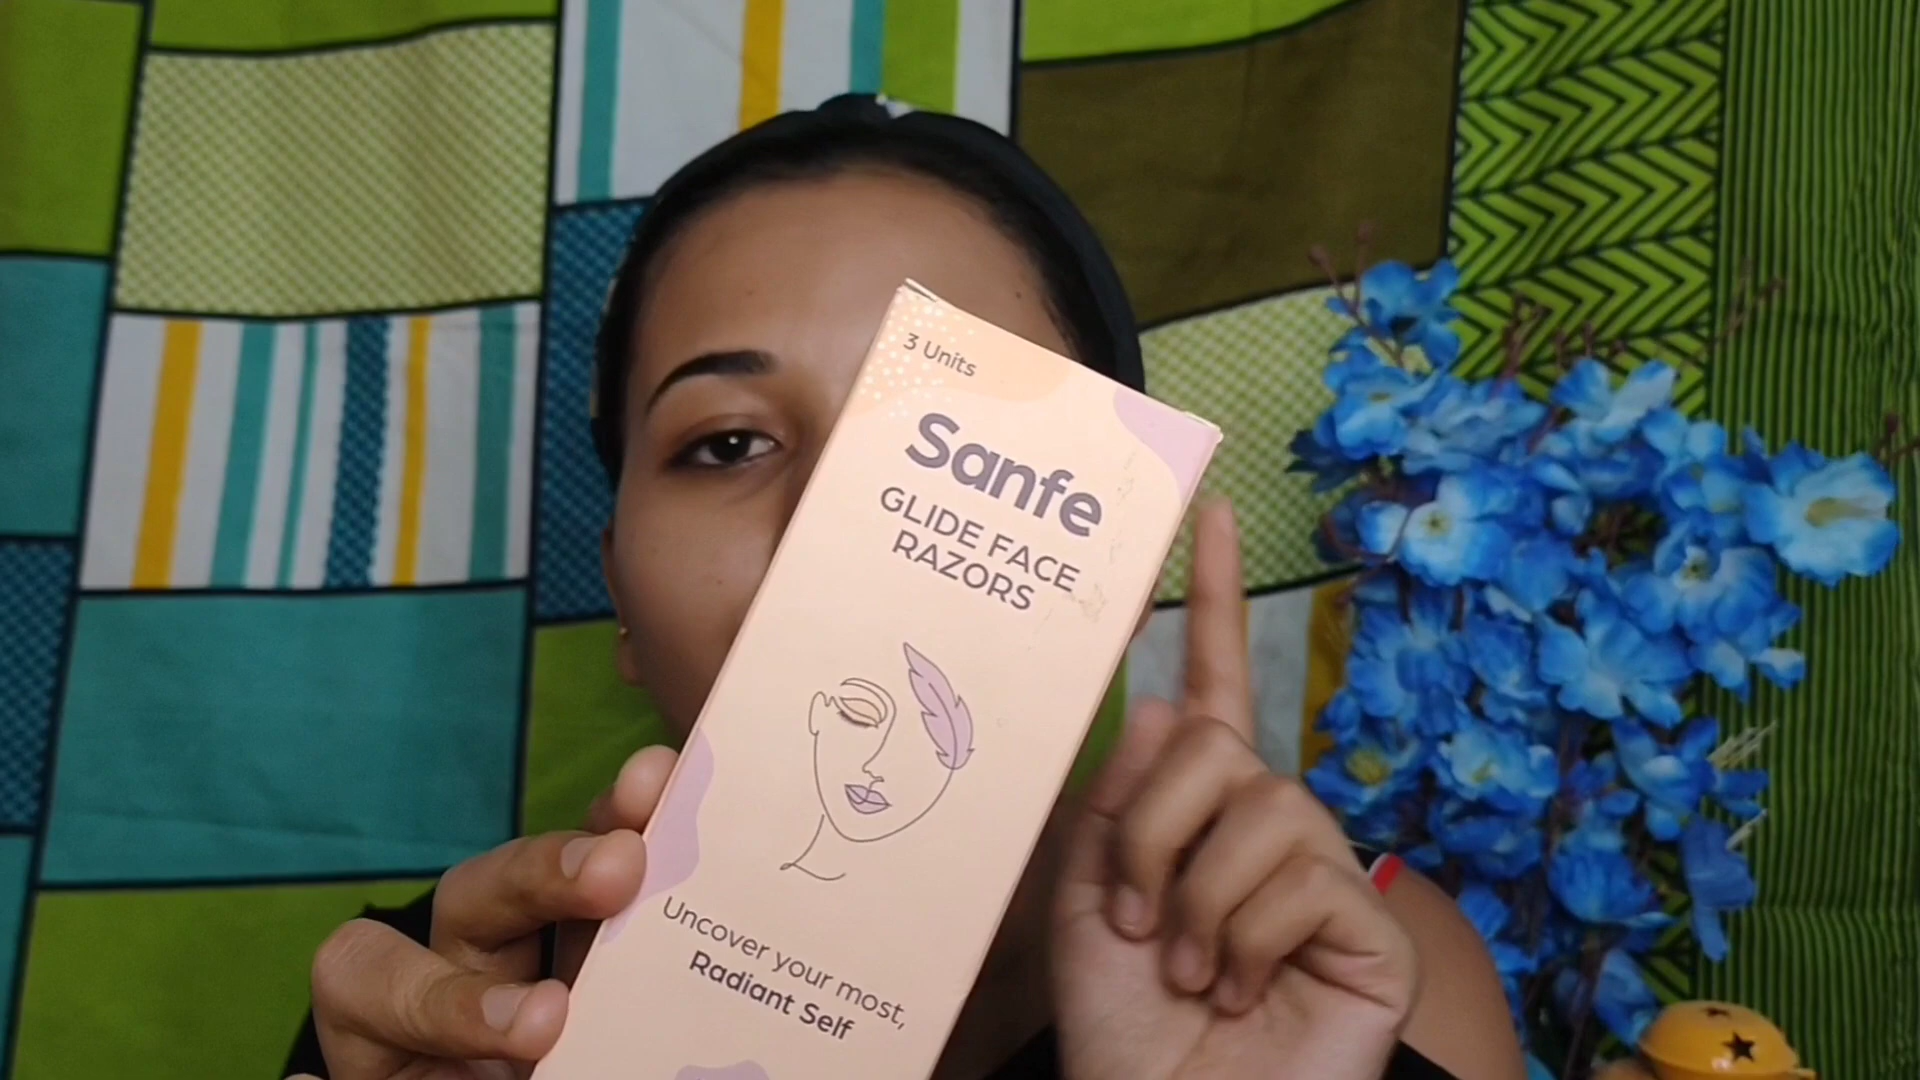 3 Units
Sanfe
GLIDE FACE
RAZORS
Uncover your most,
Radiant Self